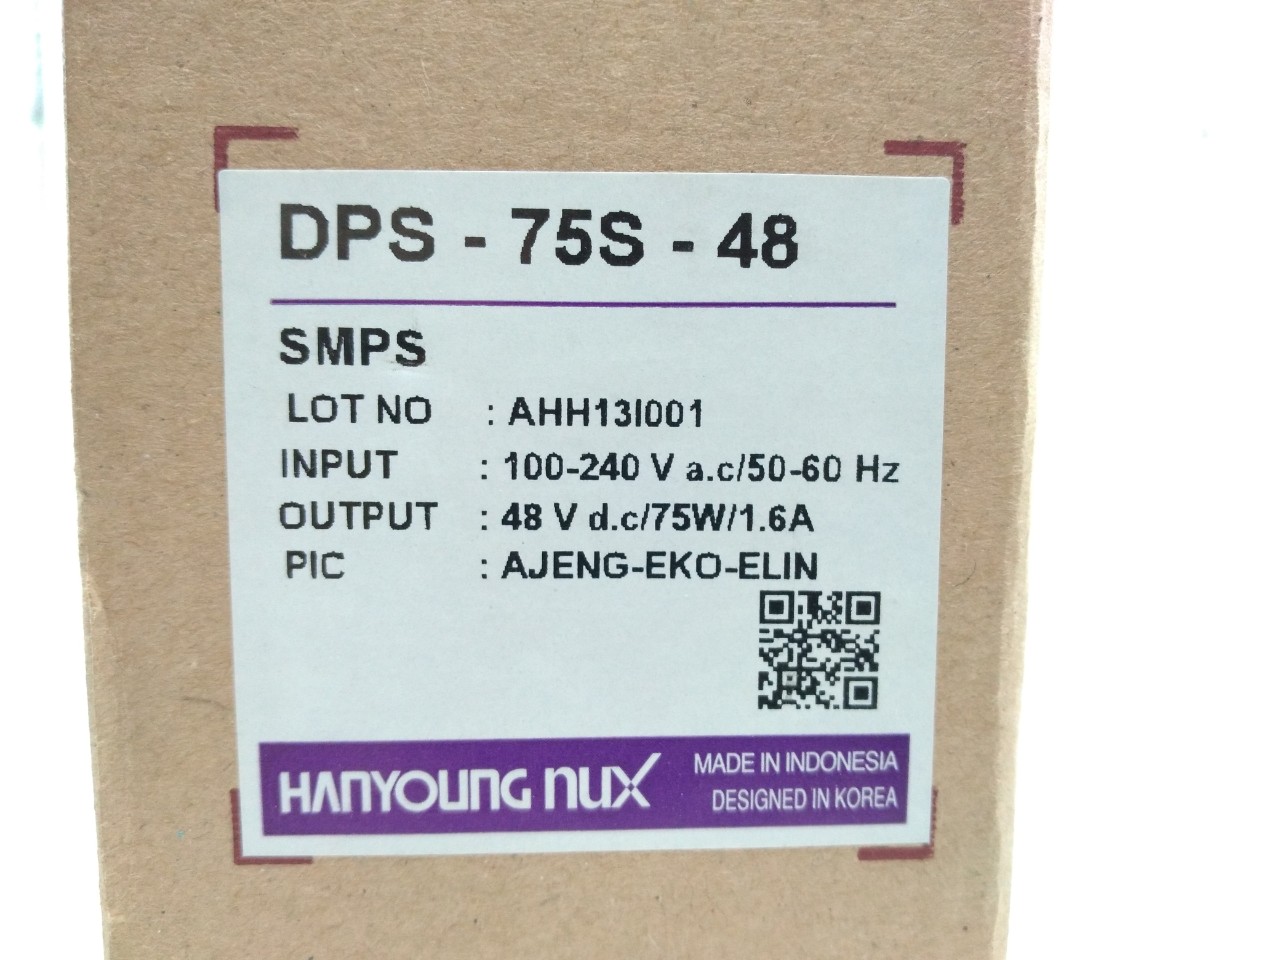 DPS - 75S - 48
SMPS
LOT NO : AHH13I001
INPUT : 100-240 V a.c/50-60 Hz
OUTPUT : 48 V d.c/75W/1.6A
PIC : AJENG-EKO-ELIN
HANYOUNG nux
MADE IN INDONESIA
DESIGNED IN KOREA